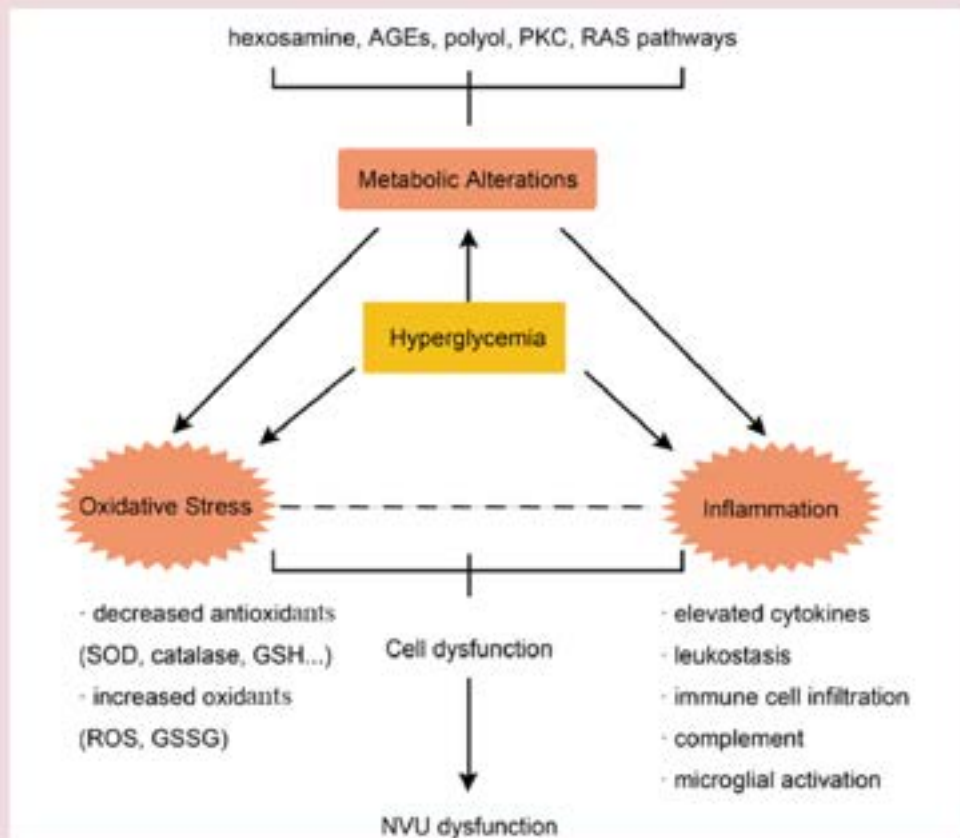 hexosamine, AGEs, polyol, PKC, RAS pathways
Metabolic Alterations
Hyperglycemia
Oxidative Stress
Inflammation
· decreased antioxidants
(SOD, catalase, GSH...)
· increased oxidants
(ROS, GSSG)
Cell dysfunction
NVU dysfunction
· elevated cytokines
· leukostasis
· immune cell infiltration
· complement
· microglial activation